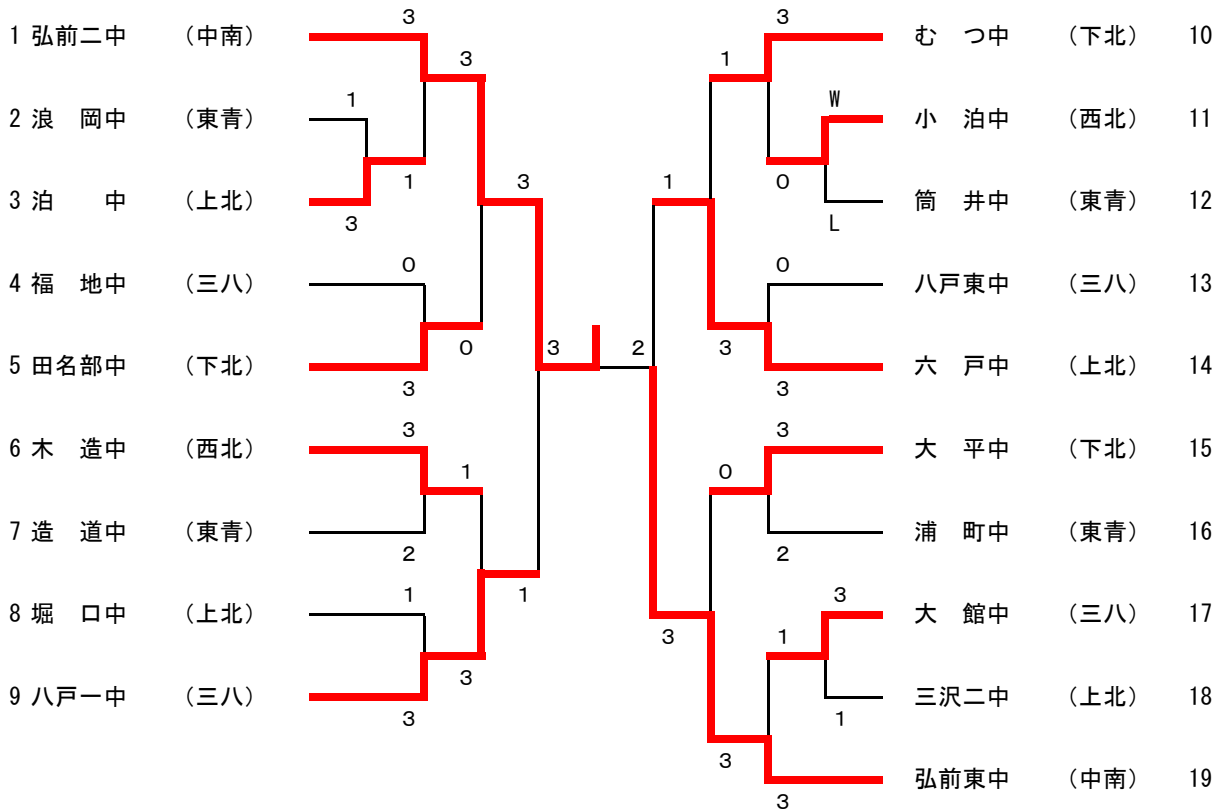 3 3
1 弘前二中 （中南） むつ中 （下北） 10
3 1
1 W
2 浪岡中 （東青） 小泊中 （西北） 11
1 0
3 1
3 泊中 （上北） 筒井中 （東青） 12
3 L
0 0
4 福地中 （三八） 八戸東中 （三八） 13
0 3 2 3
5 田名部中 （下北） 六戸中 （上北） 14
3 3
3 3
6 木造中 （西北） 大平中 （下北） 15
1 0
7 造道中 （東青） 浦町中 （東青） 16
2 2
1 1 3
8 堀口中 （上北） 大館中 （三八） 17
3 1
3
9 八戸一中 （三八） 三沢二中 （上北） 18
3 1
3
弘前東中 （中南） 19
3